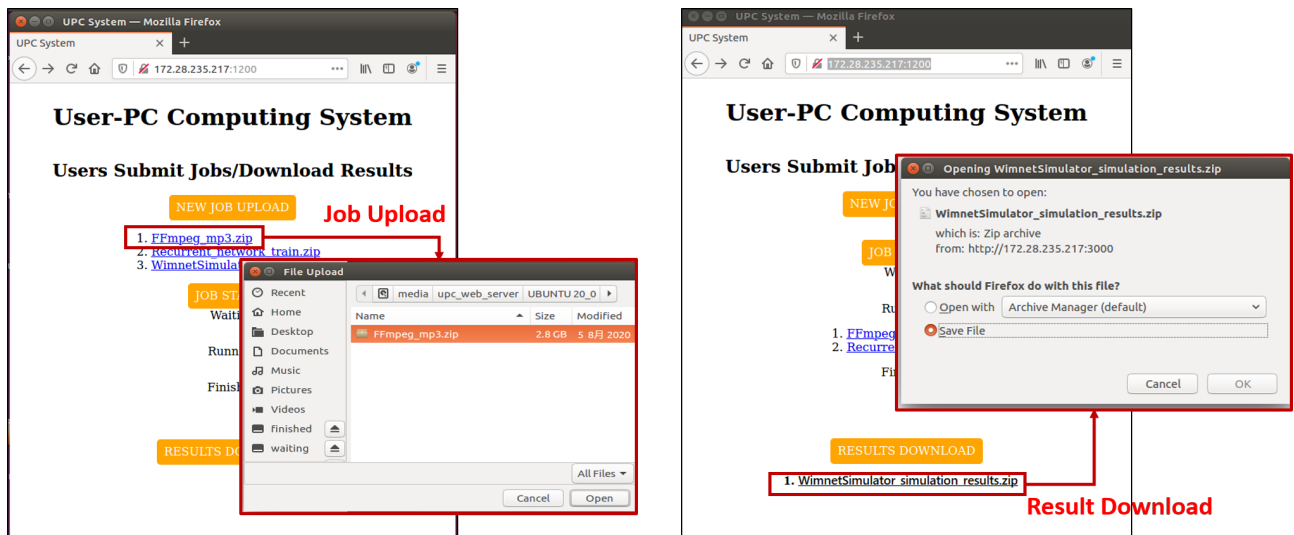 UPC System — Mozilla Firefox
UPC System
172.28.235.217:1200
User-PC Computing System
Users Submit Jobs/Download Results
NEW JOB UPLOAD
Job Upload
1. FFmpeg_mp3.zip
2. Recurrent_network_train.zip
3. WimnetSimula
JOB ST
Waiti
Runn
Finis
RESULTS DO
File Upload
Recent
Home
Desktop
Documents
Music
Pictures
Videos
finished
waiting
media upc_web_server UBUNTU 20_0
Name Size Modified
FFmpeg_mp3.zip 2.8 GB 5 8月 2020
All Files
Cancel Open
UPC System — Mozilla Firefox
UPC System
172.28.235.217:1200
User-PC Computing System
Users Submit Job
NEW JO
JOB
W
Ru
1. FFmpeg
2. Recurre
Fi
Opening WimnetSimulator_simulation_results.zip
You have chosen to open:
WimnetSimulator_simulation_results.zip
which is: Zip archive
from: http://172.28.235.217:3000
What should Firefox do with this file?
Open with Archive Manager (default)
Save File
Cancel OK
RESULTS DOWNLOAD
1. WimnetSimulator_simulation_results.zip
Result Download